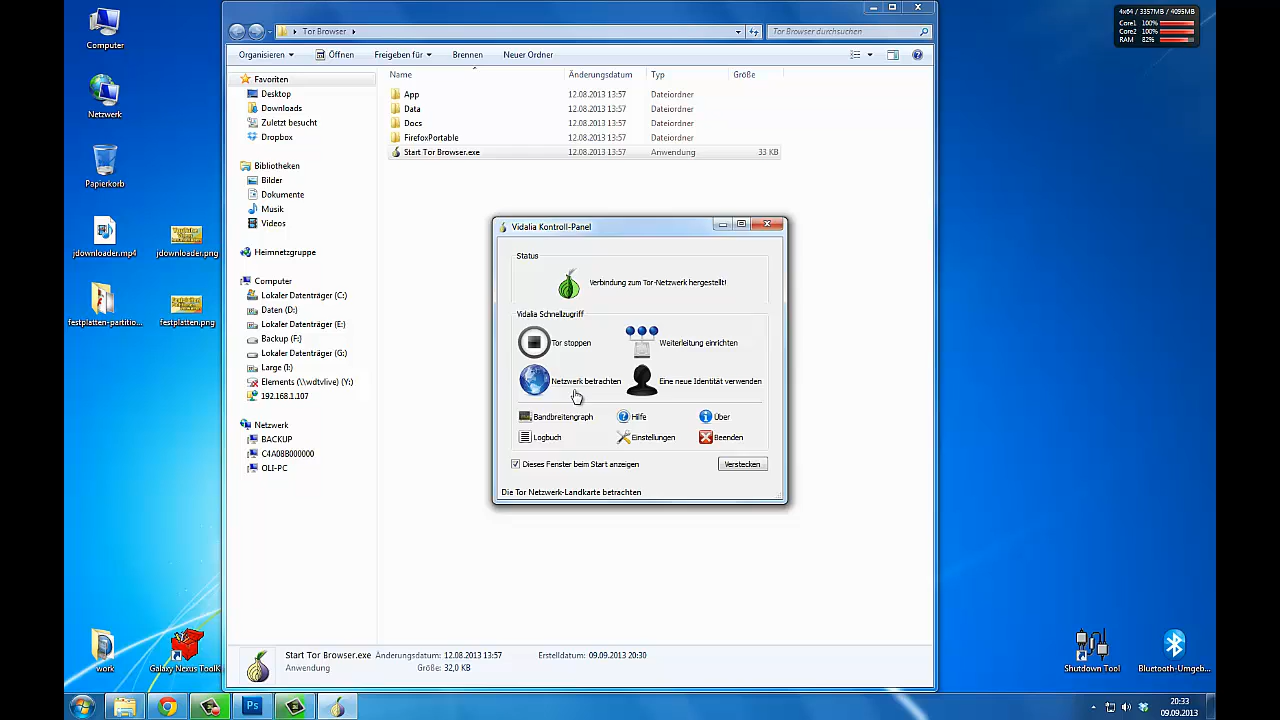 Computer
Netzwerk
Papierkorb
jdownloader.mp4
jdownloader.png
festplatten-partitio...
festplatten.png
work
Galaxy Nexus ToolK
Tor Browser
Tor Browser durchsuchen
Organisieren
Öffnen
Freigeben für
Brennen
Neuer Ordner
Favoriten
Desktop
Downloads
Zuletzt besucht
Dropbox
Bibliotheken
Bilder
Dokumente
Musik
Videos
Heimnetzgruppe
Computer
Lokaler Datenträger (C:)
Daten (D:)
Lokaler Datenträger (E:)
Backup (F:)
Lokaler Datenträger (G:)
Large (I:)
Elements (\\wdtvlive) (Y:)
192.168.1.107
Netzwerk
BACKUP
C4A08B000000
OLI-PC
Name Änderungsdatum Typ Größe
App 12.08.2013 13:57 Dateiordner
Data 12.08.2013 13:57 Dateiordner
Docs 12.08.2013 13:57 Dateiordner
FirefoxPortable 12.08.2013 13:57 Dateiordner
Start Tor Browser.exe 12.08.2013 13:57 Anwendung 33 KB
Vidalia Kontroll-Panel
Status
Verbindung zum Tor-Netzwerk hergestellt!
Vidalia Schnellzugriff
Tor stoppen Weiterleitung einrichten
Netzwerk betrachten Eine neue Identität verwenden
Bandbreitengraph Hilfe Über
Logbuch Einstellungen Beenden
Dieses Fenster beim Start anzeigen Verstecken
Die Tor Netzwerk-Landkarte betrachten
Start Tor Browser.exe Änderungsdatum: 12.08.2013 13:57 Erstelldatum: 09.09.2013 20:30
Anwendung Größe: 32,0 KB
4x64 / 3357MB / 4095MB
Core1 100%
Core2 100%
RAM 82%
Shutdown Tool
Bluetooth-Umgeb...
Ps
20:33
09.09.2013